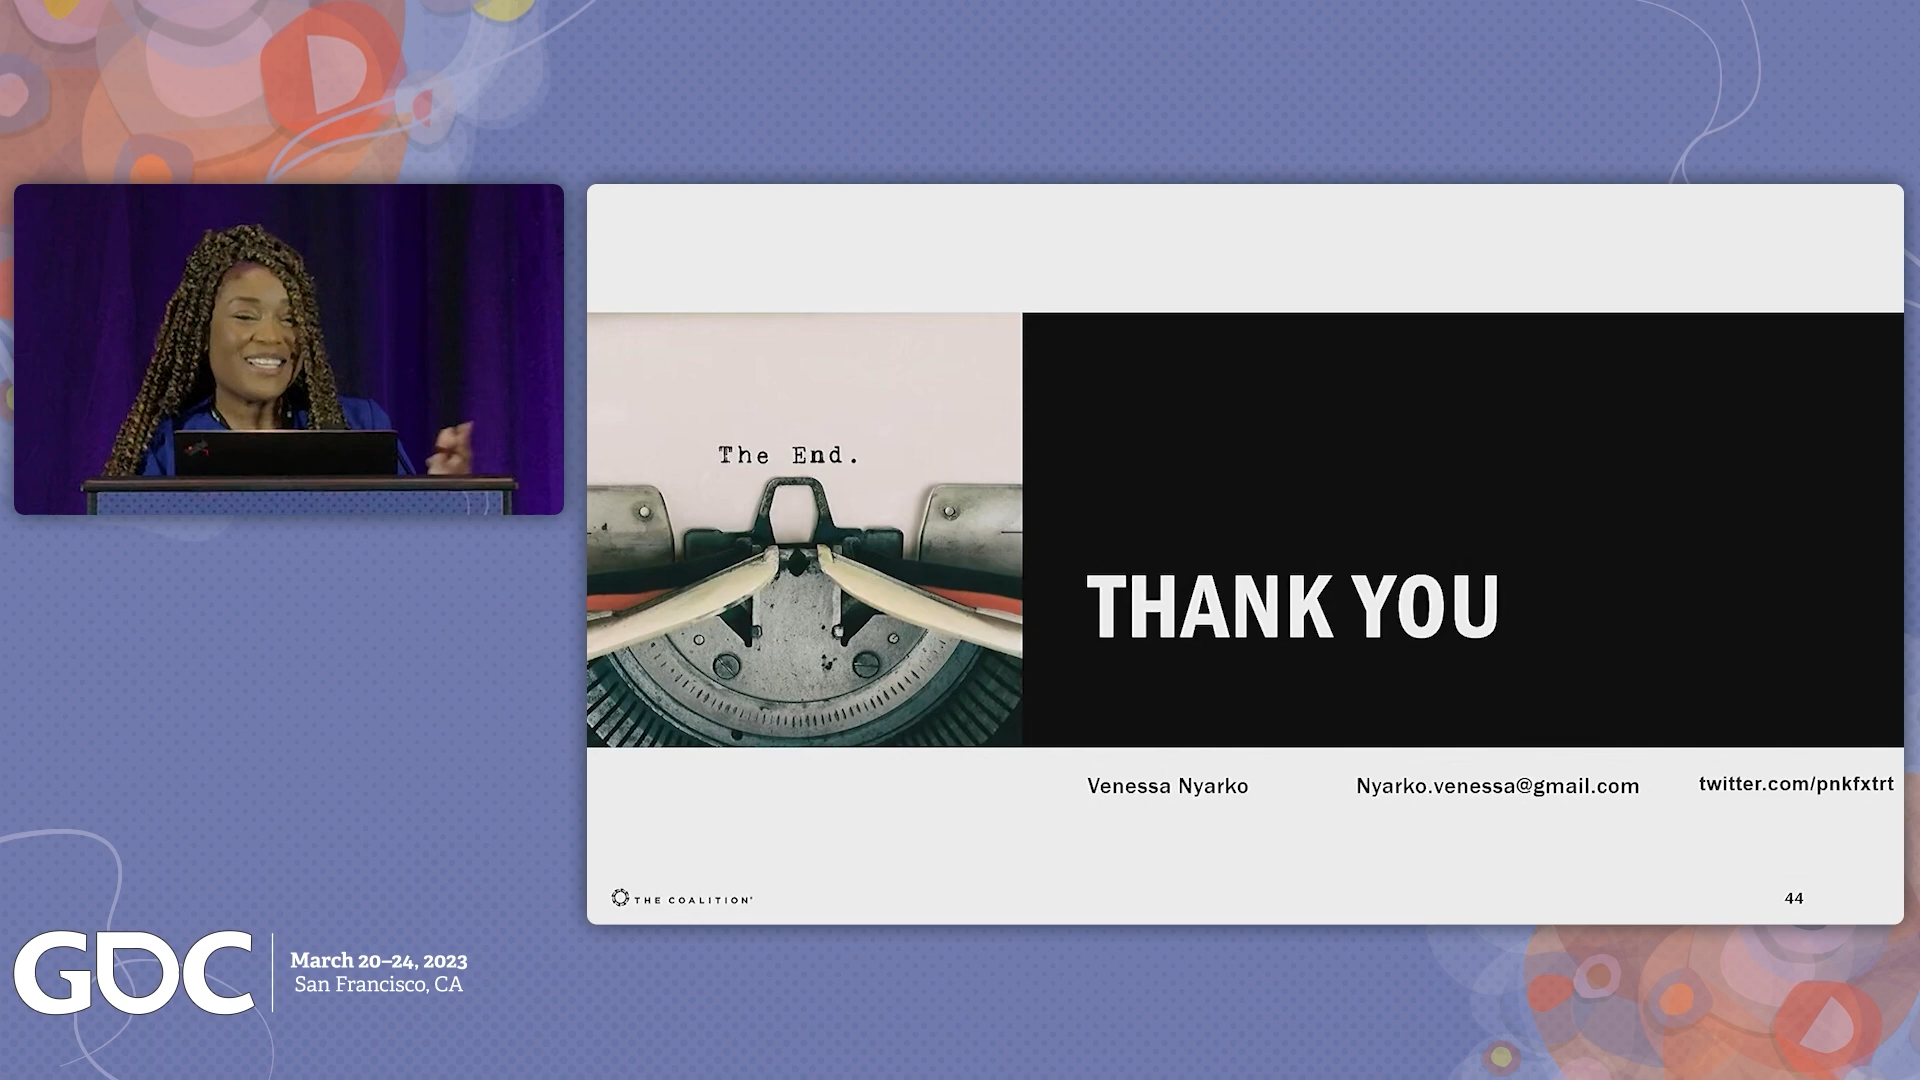 The End.
THANK YOU
Venessa Nyarko
Nyarko.venessa@gmail.com
twitter.com/pnkfxtrt
THE COALITION
44
GDC
March 20–24, 2023
San Francisco, CA